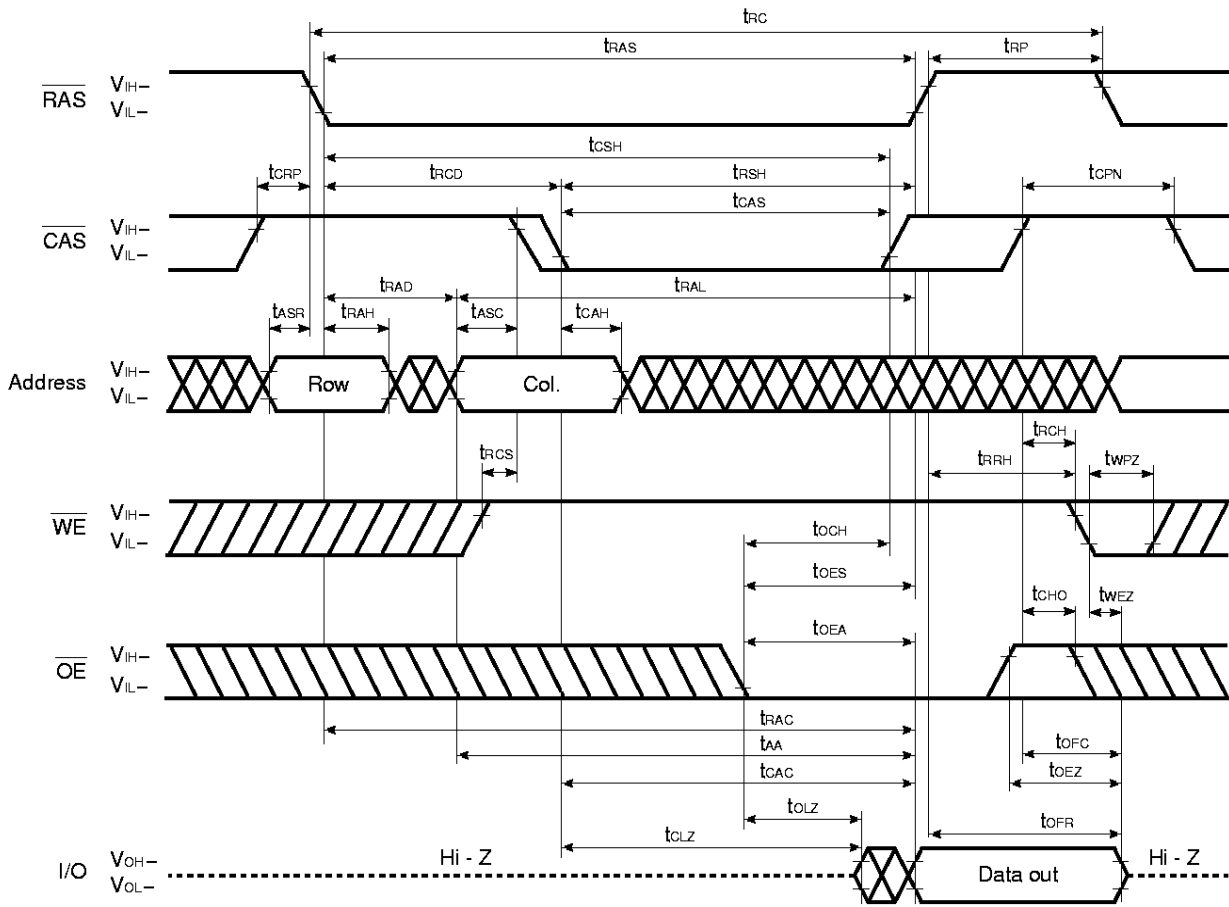 tRC
tRAS tRP
RAS VIH–
VIL–
tCSH
tCRP tRCD tRSH tCPN
tCAS
CAS VIH–
VIL–
tRAD tRAL
tASR tRAH tASC tCAH
Address VIH–
VIL–
Row Col.
tRCH
tRCS tRRH tWPZ
WE VIH–
VIL–
tOCH
tOES tCHO tWEZ
tOEA
OE VIH–
VIL–
tRAC
tAA tOFC
tCAC tOEZ
tOLZ
tCLZ tOFR
I/O VOH–
VOL–
Hi - Z Data out Hi - Z